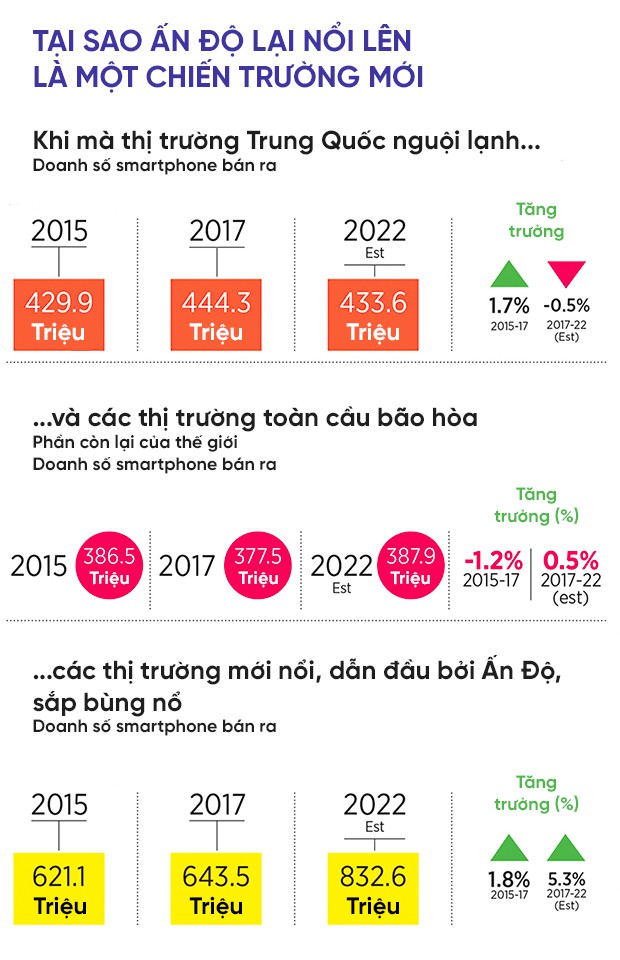 TẠI SAO ẤN ĐỘ LẠI NỔI LÊN
LÀ MỘT CHIẾN TRƯỜNG MỚI
Khi mà thị trường Trung Quốc nguội lạnh...
Doanh số smartphone bán ra
2015
429.9
Triệu
2017
444.3
Triệu
2022
Est
433.6
Triệu
Tăng
trưởng
1.7%
2015-17
-0.5%
2017-22
(Est)
...và các thị trường toàn cầu bão hòa
Phần còn lại của thế giới
Doanh số smartphone bán ra
2015
386.5
Triệu
2017
377.5
Triệu
2022
Est
387.9
Triệu
Tăng
trưởng (%)
-1.2%
2015-17
0.5%
2017-22
(est)
...các thị trường mới nổi, dẫn đầu bởi Ấn Độ,
sắp bùng nổ
Doanh số smartphone bán ra
2015
621.1
Triệu
2017
643.5
Triệu
2022
Est
832.6
Triệu
Tăng
trưởng (%)
1.8%
2015-17
5.3%
2017-22
(Est)